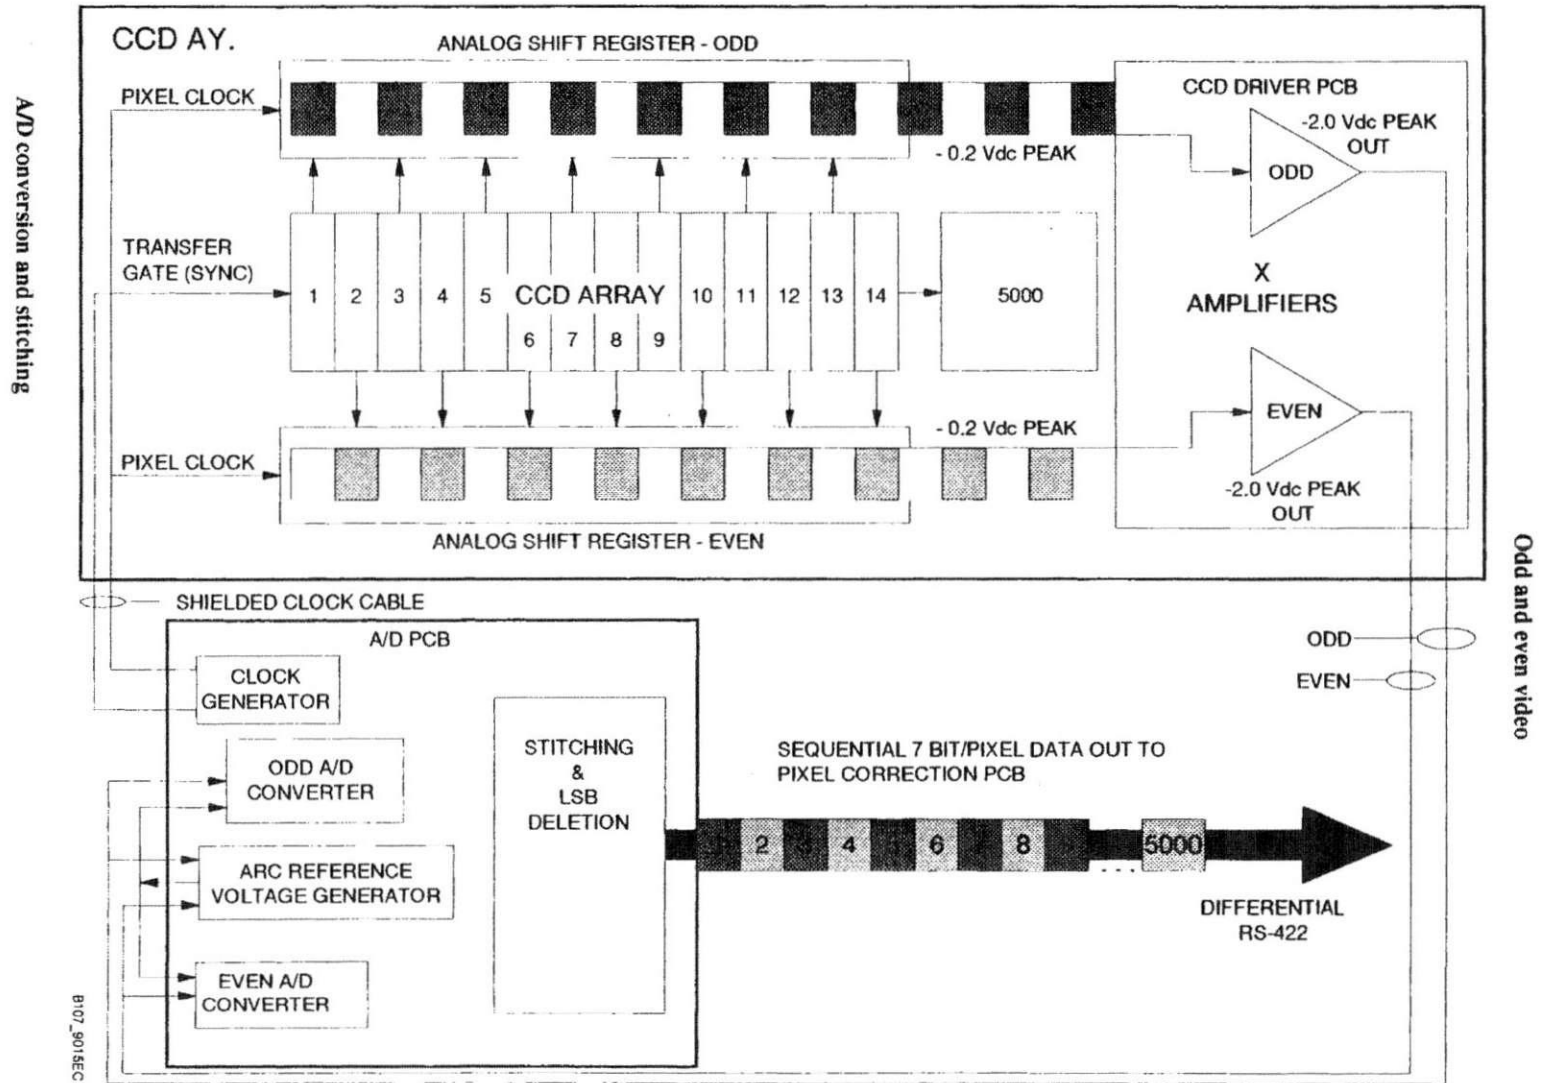 A/D conversion and stitching
CCD AY.
ANALOG SHIFT REGISTER - ODD
PIXEL CLOCK
CCD DRIVER PCB
-2.0 Vdc PEAK
OUT
- 0.2 Vdc PEAK
ODD
TRANSFER
GATE (SYNC)
1 2 3 4 5 CCD ARRAY 10 11 12 13 14
6 7 8 9
5000
X
AMPLIFIERS
EVEN
- 0.2 Vdc PEAK
PIXEL CLOCK
-2.0 Vdc PEAK
OUT
ANALOG SHIFT REGISTER - EVEN
Odd and even video
SHIELDED CLOCK CABLE
A/D PCB
ODD
EVEN
CLOCK
GENERATOR
ODD A/D
CONVERTER
ARC REFERENCE
VOLTAGE GENERATOR
EVEN A/D
CONVERTER
STITCHING
&
LSB
DELETION
SEQUENTIAL 7 BIT/PIXEL DATA OUT TO
PIXEL CORRECTION PCB
2 4 6 8 ... 5000
DIFFERENTIAL
RS-422
B107_9015EC